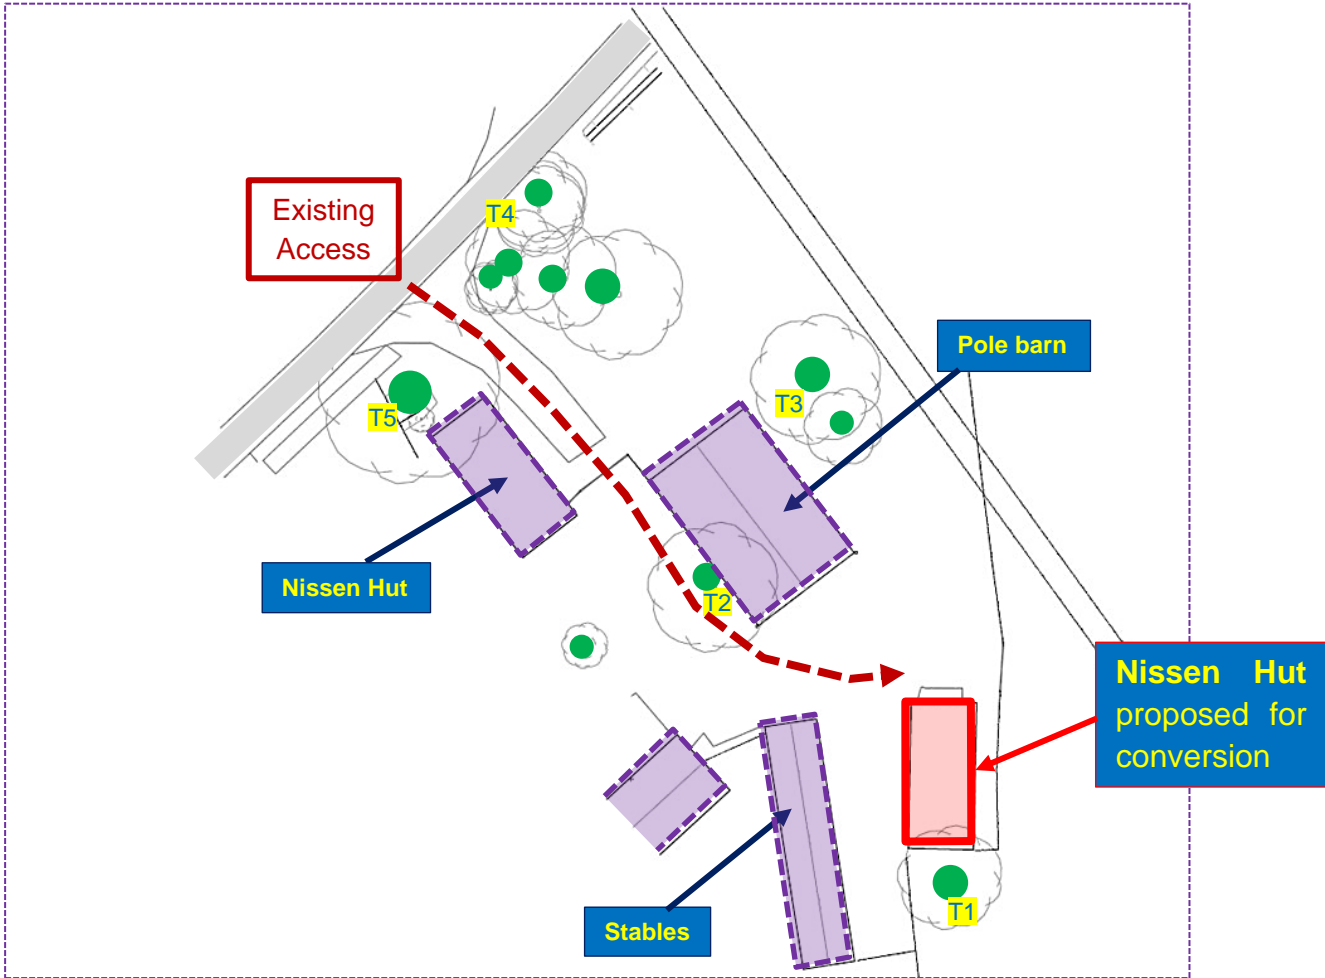 Existing
Access
T4
Pole barn
T3
T5
Nissen Hut
T2
Nissen Hut
proposed for
conversion
T1
Stables